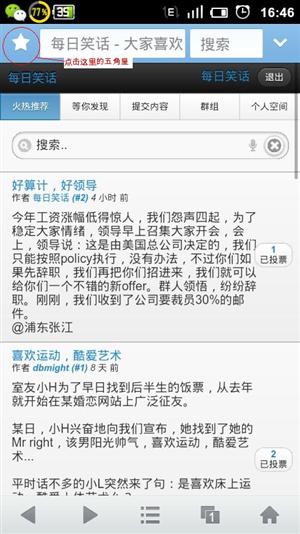 77%
39
E
16:46
每日笑话 - 大家喜欢
搜索
点击这里的五角里
每日笑话
每日笑话
退出
火热推荐
等你发现
提交内容
群组
个人空间
搜索..
好算计，好领导
作者 每日笑话 (#2) 4 小时 前
今年工资涨幅低得惊人，我们怨声四起，为了
稳定大家情绪，领导早上召集大家开会，会
上，领导说：这是由美国总公司决定的，我们
只能按照policy执行，没有办法，不过你们如
果先辞职，我们再把你们招进来，我们就可以
给你们一个不错的新offer。群人领悟，纷纷辞
职。刚刚，我们收到了公司要裁员30%的邮
件。
@浦东张江
1
已投票
喜欢运动，酷爱艺术
作者 dbmight (#1) 8 天 前
室友小H为了早日找到后半生的饭票，从去年
就开始在某婚恋网站上广泛征友。
某日，小H兴奋地向我们宣布，她找到了她的
Mr right，该男阳光帅气，喜欢运动，酷爱艺
术...
2
已投票
平时话不多的小L突然来了句：是喜欢床上运
动，酷爱人体艺术么？
1